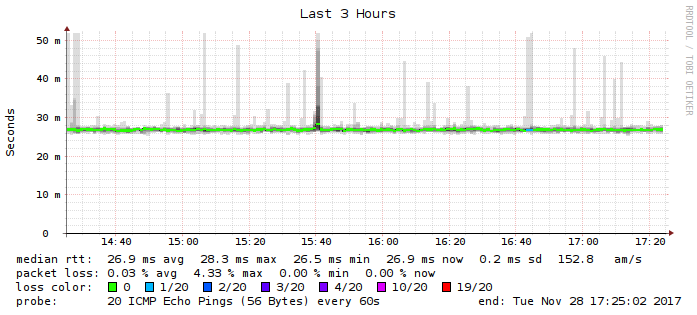 Last 3 Hours
RRDTOOL / TOBI OETIKER
Seconds
50 m
40 m
30 m
20 m
10 m
0
14:40 15:00 15:20 15:40 16:00 16:20 16:40 17:00 17:20
median rtt: 26.9 ms avg 28.3 ms max 26.5 ms min 26.9 ms now 0.2 ms sd 152.8 am/s
packet loss: 0.03 % avg 4.33 % max 0.00 % min 0.00 % now
loss color: 0 1/20 2/20 3/20 4/20 10/20 19/20
probe: 20 ICMP Echo Pings (56 Bytes) every 60s end: Tue Nov 28 17:25:02 2017